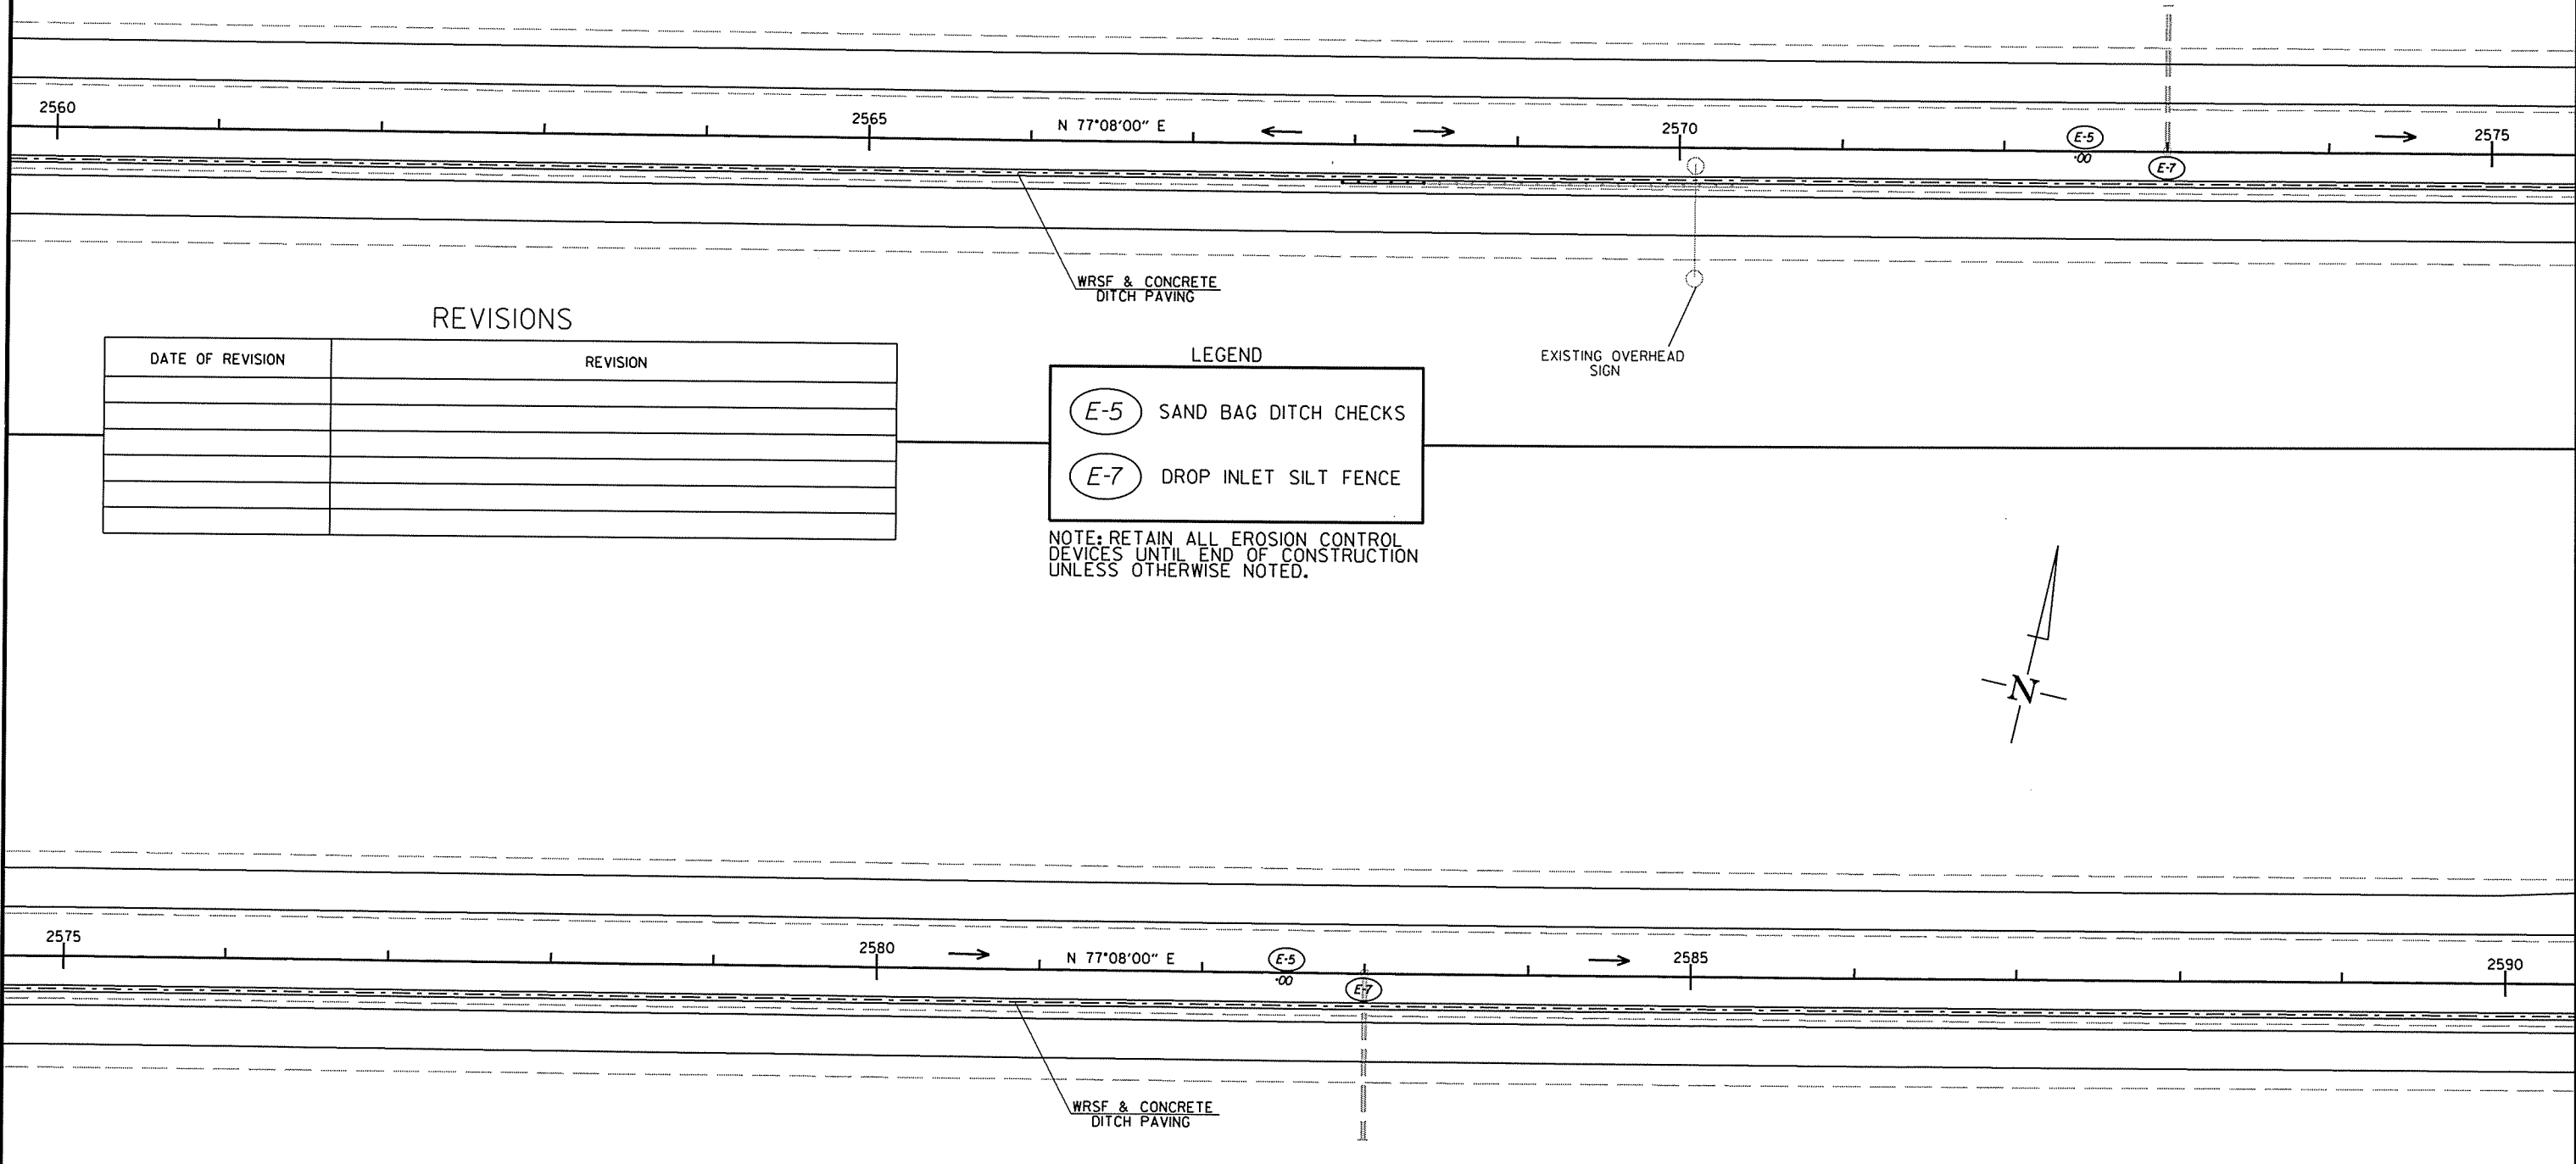 2560
2565
N 77°08'00" E
2570
E-5
.00
E-7
2575
WRSF & CONCRETE
DITCH PAVING
EXISTING OVERHEAD
SIGN
REVISIONS
DATE OF REVISION
REVISION
LEGEND
E-5 SAND BAG DITCH CHECKS
E-7 DROP INLET SILT FENCE
NOTE: RETAIN ALL EROSION CONTROL
DEVICES UNTIL END OF CONSTRUCTION
UNLESS OTHERWISE NOTED.
N
2575
2580
N 77°08'00" E
E-5
.00
E-7
2585
2590
WRSF & CONCRETE
DITCH PAVING